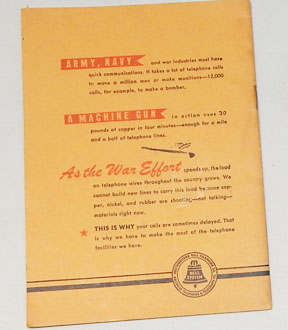 ARMY, NAVY and war industries must have
quick communications. It takes a lot of telephone calls
to move a million men or make munitions—12,000
calls, for example, to make a bomber.
A MACHINE GUN in action uses 20
pounds of copper in four minutes—enough for a mile
and a half of telephone lines.
As the War Effort speeds up, the load
on telephone wires throughout the country grows. We
cannot build new lines to carry this load because cop-
per, nickel, and rubber are shooting—not talking—
materials right now.
★ THIS IS WHY your calls are sometimes delayed. That
is why we have to make the most of the telephone
facilities we have.
BELL SYSTEM